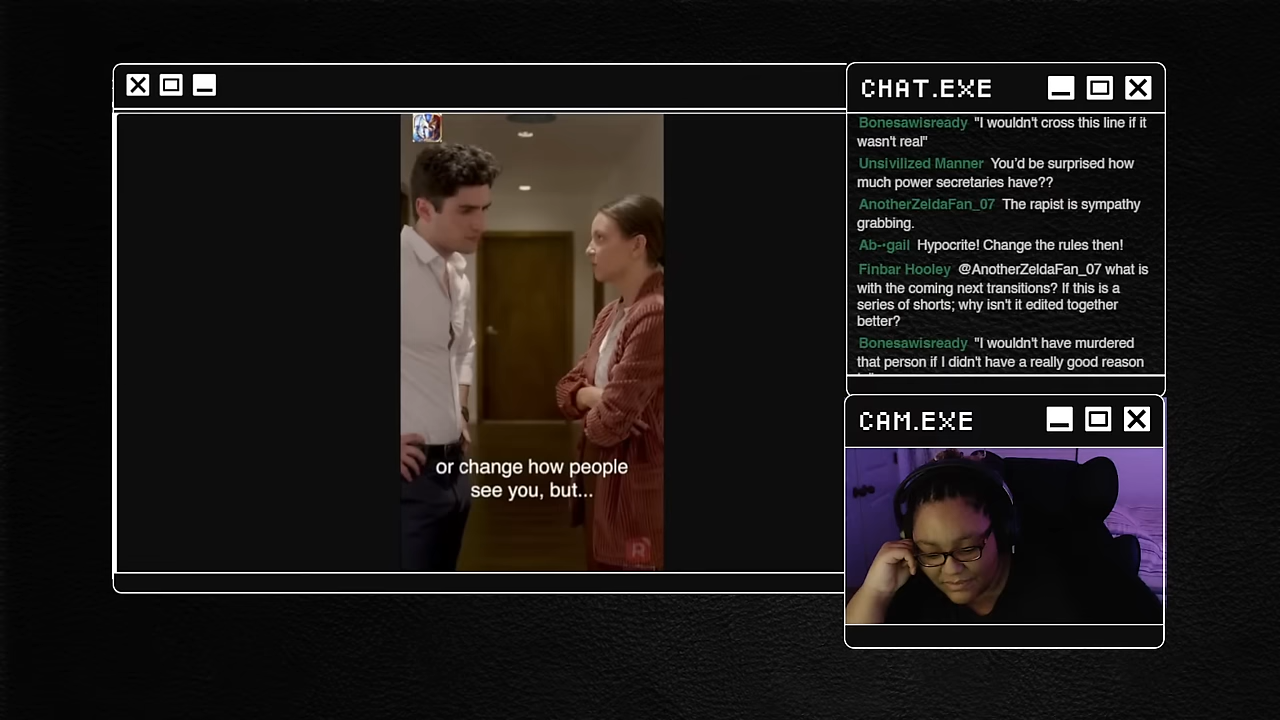 CHAT.EXE
Bonesawisready "I wouldn't cross this line if it
wasn't real"
Unsivilized Manner You'd be surprised how
much power secretaries have??
AnotherZeldaFan_07 The rapist is sympathy
grabbing.
Ab-·gail Hypocrite! Change the rules then!
Finbar Hooley @AnotherZeldaFan_07 what is
with the coming next transitions? If this is a
series of shorts; why isn't it edited together
better?
Bonesawisready "I wouldn't have murdered
that person if I didn't have a really good reason
or change how people
see you, but...
R
CAM.EXE